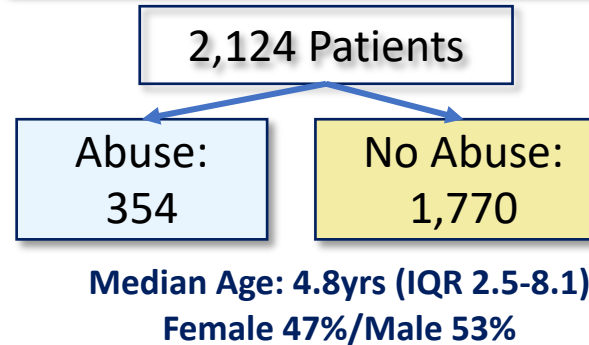 2,124 Patients
Abuse:
354
No Abuse:
1,770
Median Age: 4.8yrs (IQR 2.5-8.1)
Female 47%/Male 53%